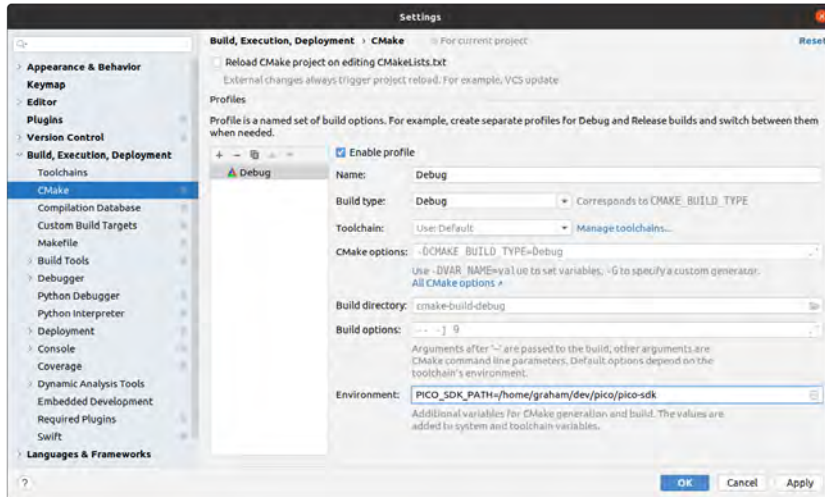 Settings
Build, Execution, Deployment › CMake
For current project
Reset
Appearance & Behavior
Keymap
Editor
Plugins
Version Control
Build, Execution, Deployment
Toolchains
CMake
Compilation Database
Custom Build Targets
Makefile
Build Tools
Debugger
Python Debugger
Python Interpreter
Deployment
Console
Coverage
Dynamic Analysis Tools
Embedded Development
Required Plugins
Swift
Languages & Frameworks
Reload CMake project on editing CMakeLists.txt
External changes always trigger project reload. For example, VCS update
Profiles
Profile is a named set of build options. For example, create separate profiles for Debug and Release builds and switch between them
when needed.
Debug
Enable profile
Name: Debug
Build type: Debug Corresponds to CMAKE_BUILD_TYPE
Toolchain: Use: Default Manage toolchains...
CMake options: -DCMAKE_BUILD_TYPE=Debug
Use -DVAR_NAME=value to set variables, -G to specify a custom generator.
All CMake options ↗
Build directory: cmake-build-debug
Build options: -- -j 9
Arguments after '--' are passed to the build, other arguments are
CMake command line parameters. Default options depend on the
toolchain's environment.
Environment: PICO_SDK_PATH=/home/graham/dev/pico/pico-sdk
Additional variables for CMake generation and build. The values are
added to system and toolchain variables.
?
OK Cancel Apply